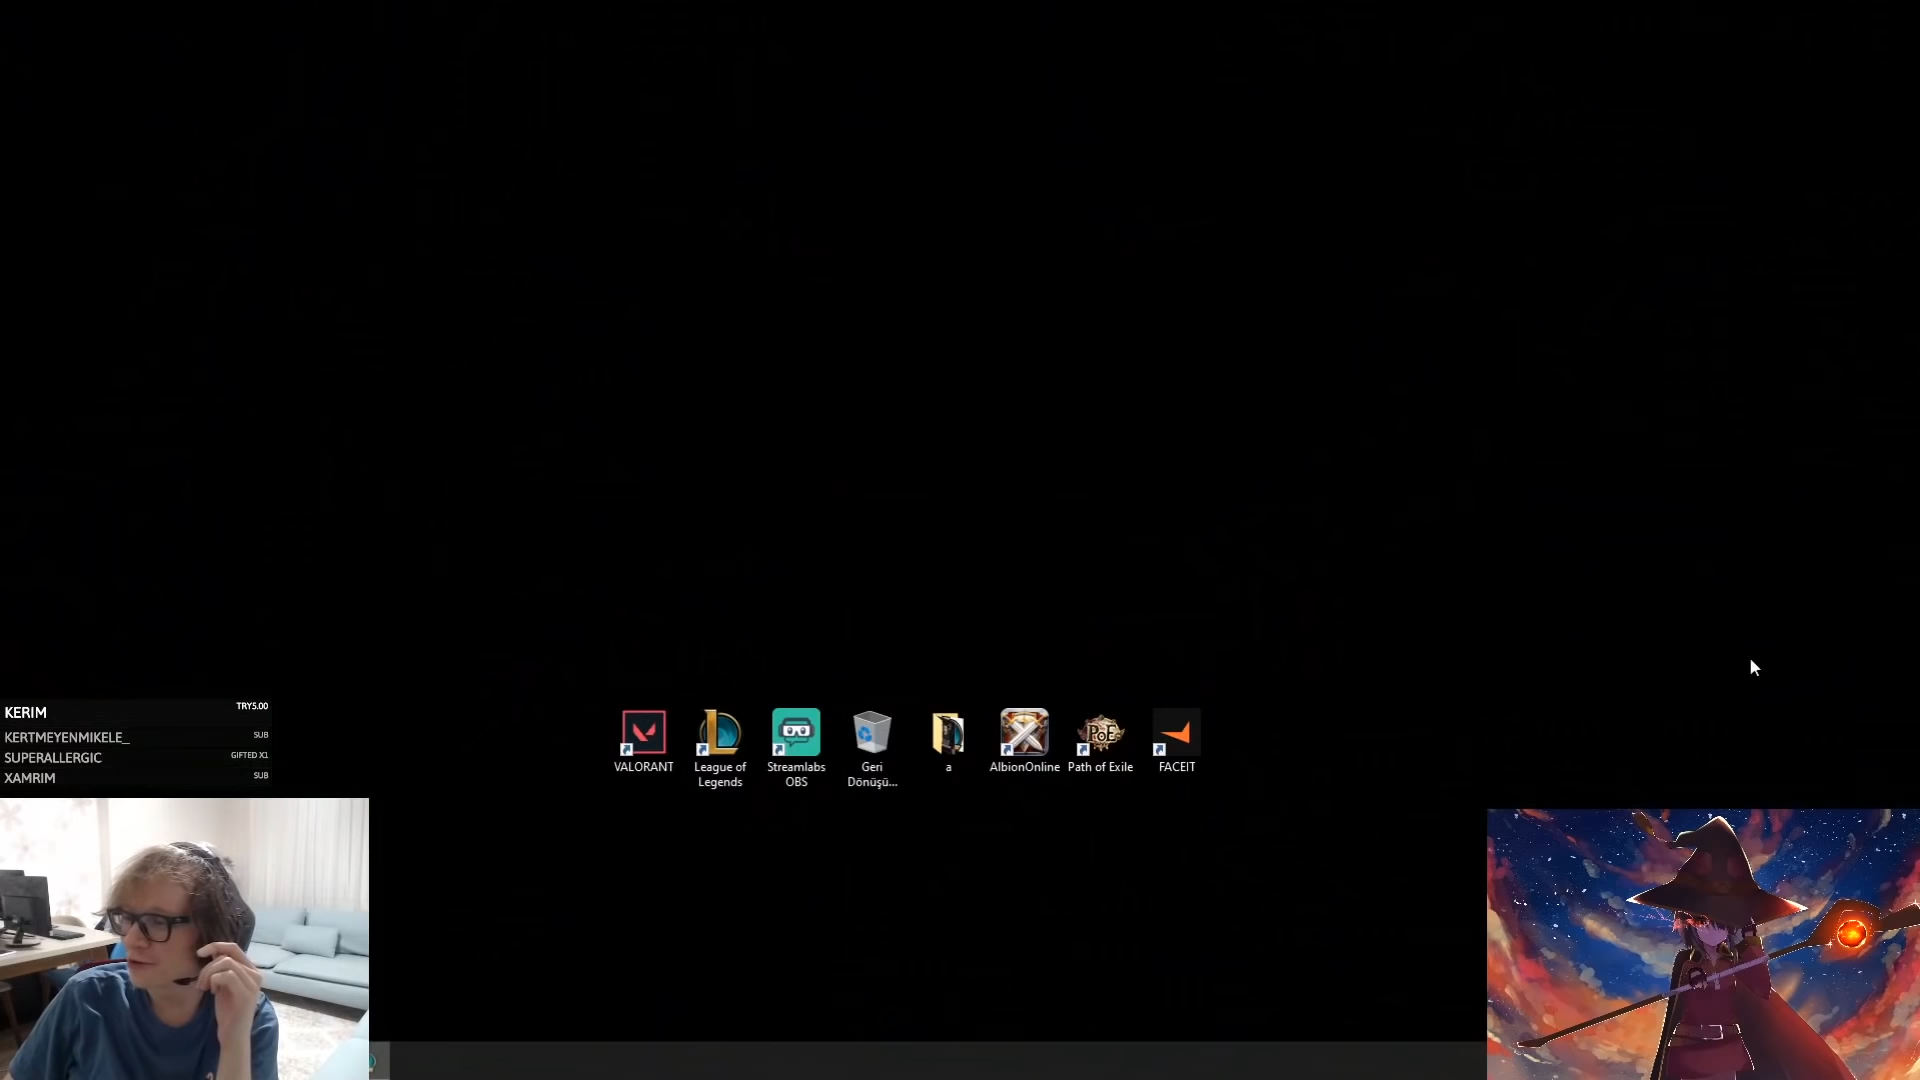 KERIM TRY5.00
KERTMEYENMIKELE_ SUB
SUPERALLERGIC GIFTED X1
XAMRIM SUB
VALORANT
League of
Legends
Streamlabs
OBS
Geri
Dönüşü...
a
AlbionOnline
Path of Exile
FACEIT
PoE